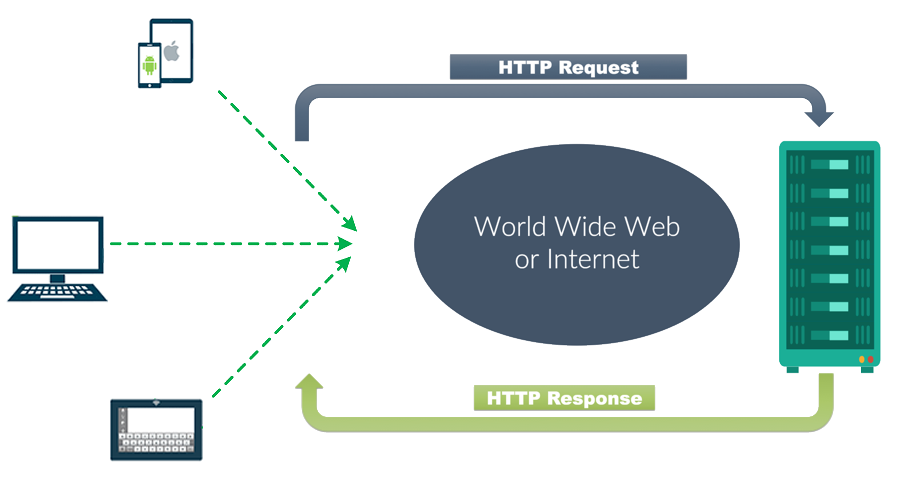 HTTP Request
World Wide Web
or Internet
HTTP Response